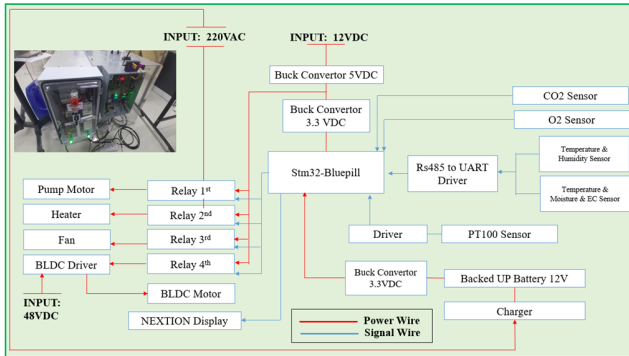 INPUT: 220VAC
INPUT: 12VDC
Buck Convertor 5VDC
Buck Convertor
3.3 VDC
CO2 Sensor
O2 Sensor
Stm32-Bluepill
Rs485 to UART
Driver
Temperature &
Humidity Sensor
Temperature &
Moisture & EC Sensor
Pump Motor
Relay 1st
Heater
Relay 2nd
Fan
Relay 3rd
BLDC Driver
Relay 4th
Driver
PT100 Sensor
INPUT:
48VDC
BLDC Motor
NEXTION Display
Buck Convertor
3.3VDC
Backed UP Battery 12V
Charger
Power Wire
Signal Wire